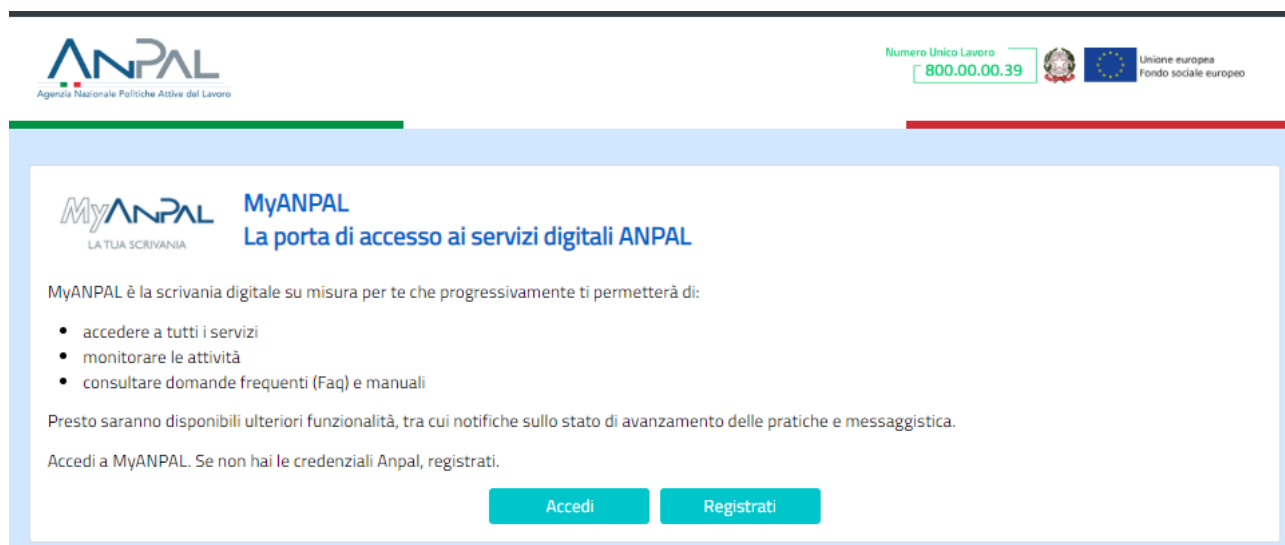 ANPAL
Agenzia Nazionale Politiche Attive del Lavoro
Numero Unico Lavoro
800.00.00.39
Unione europea
Fondo sociale europeo
MyANPAL
LA TUA SCRIVANIA
MyANPAL
La porta di accesso ai servizi digitali ANPAL
MyANPAL è la scrivania digitale su misura per te che progressivamente ti permetterà di:
• accedere a tutti i servizi
• monitorare le attività
• consultare domande frequenti (Faq) e manuali
Presto saranno disponibili ulteriori funzionalità, tra cui notifiche sullo stato di avanzamento delle pratiche e messaggistica.
Accedi a MyANPAL. Se non hai le credenziali Anpal, registrati.
Accedi
Registrati